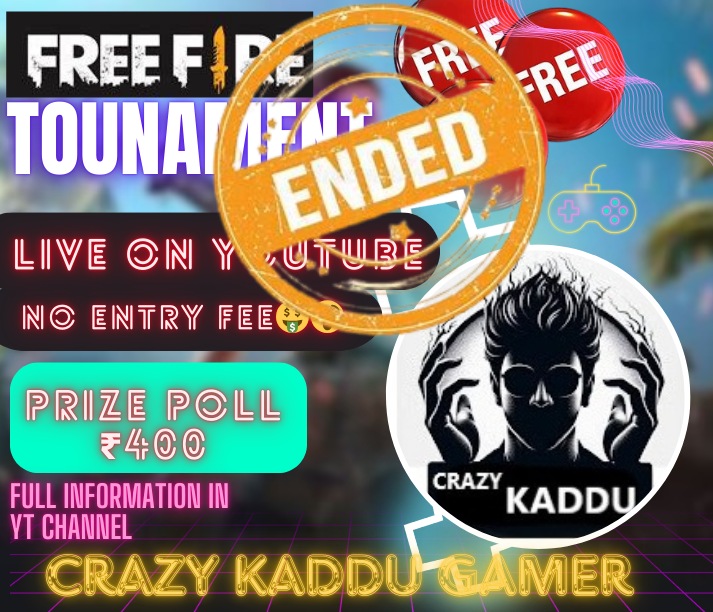 FREE FIRE
FREE
FREE
TOUNAMENT
ENDED
LIVE ON YOUTUBE
NO ENTRY FEE🤑
PRIZE POLL
₹400
CRAZY
KADDU
FULL INFORMATION IN
YT CHANNEL
CRAZY KADDU GAMER